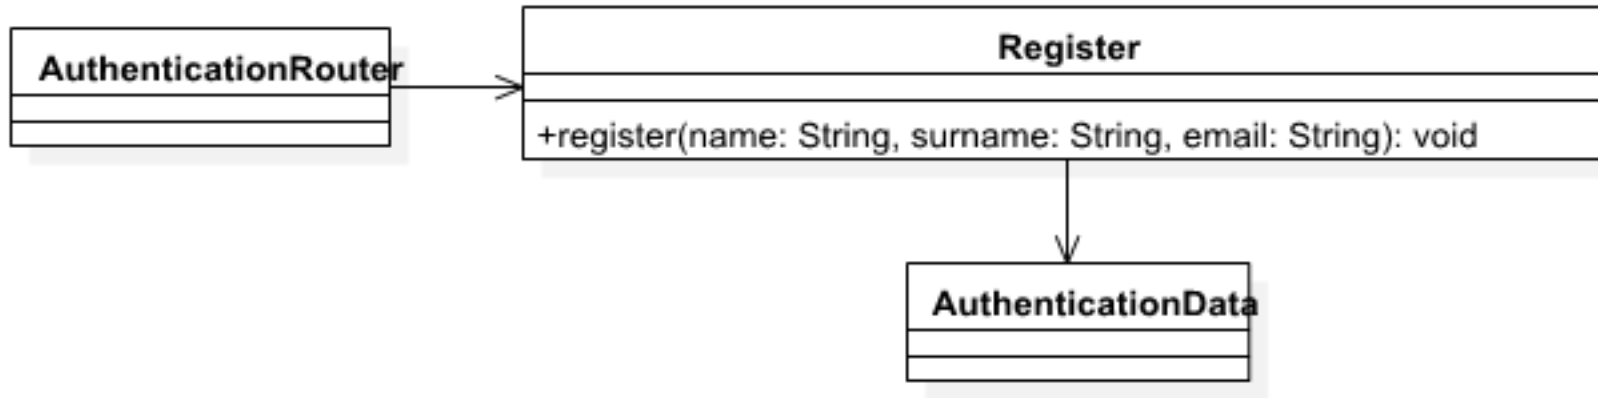 Register
AuthenticationRouter
+register(name: String, surname: String, email: String): void
AuthenticationData